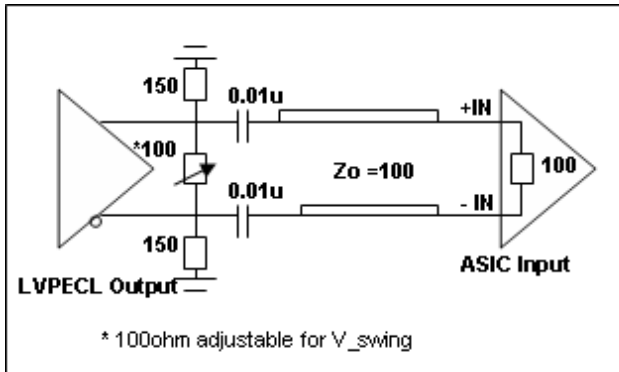 150
0.01u
+IN
*100
Zo =100
100
0.01u
- IN
150
ASIC Input
LVPECL Output
* 100ohm adjustable for V_swing